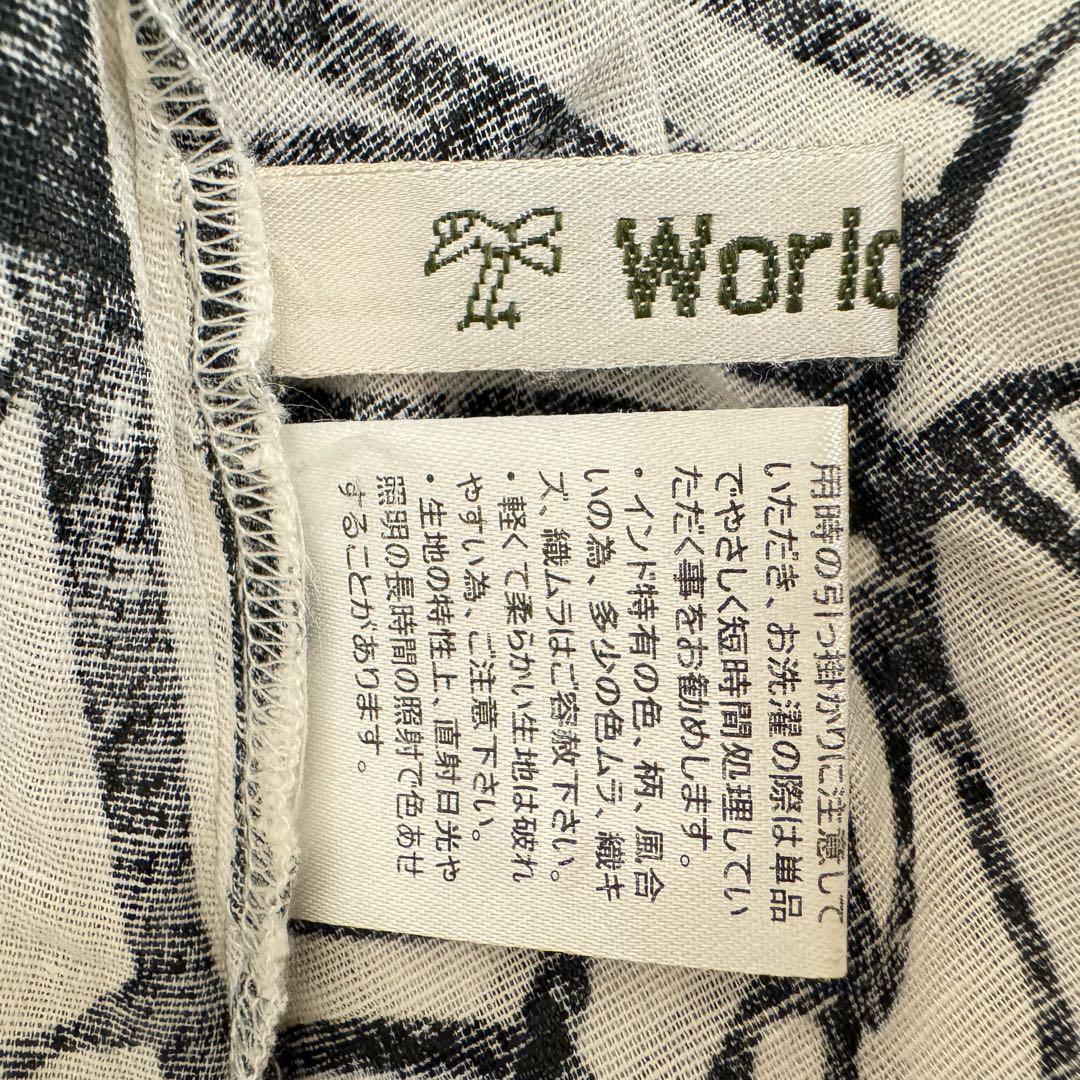 Worl
用時の引っ掛かりに注意して
いただき、お洗濯の際は単品
でやさしく短時間処理してい
ただく事をお勧めします。
・インド特有の色、柄、風合
いの為、多少の色ムラ、織キ
ズ、織ムラはご容赦下さい。
・軽くて柔らかい生地は破れ
やすい為、ご注意下さい。
・生地の特性上、直射日光や
照明の長時間の照射で色あせ
することがあります。